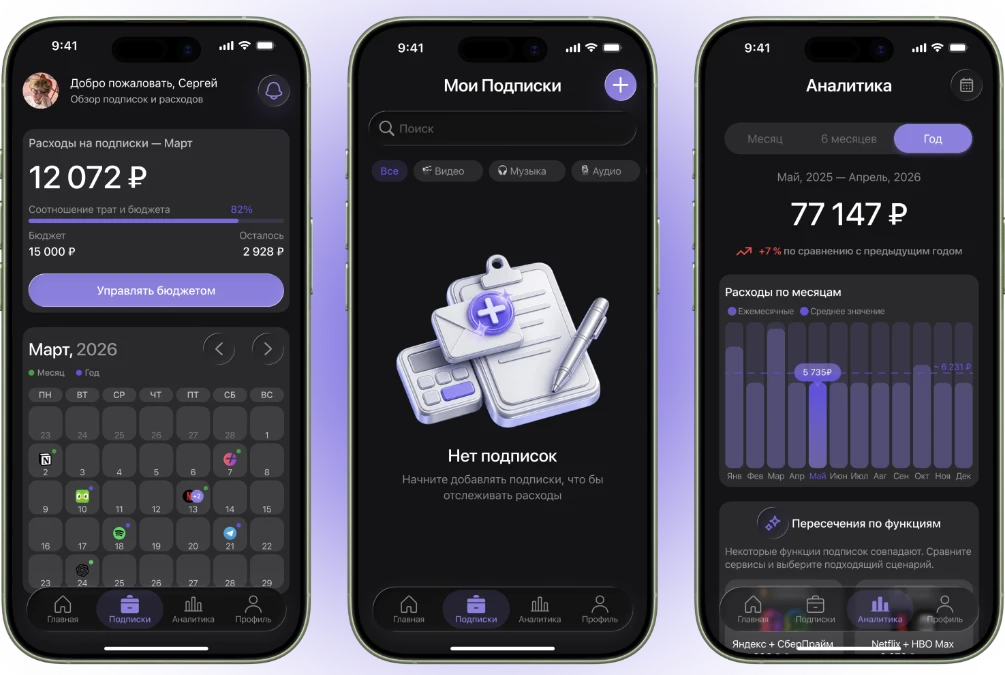 9:41
Добро пожаловать, Сергей
Обзор подписок и расходов
Расходы на подписки — Март
12 072 ₽
Соотношение трат и бюджета 82%
Бюджет Осталось
15 000 ₽ 2 928 ₽
Управлять бюджетом
Март, 2026
Месяц Год
ПН ВТ СР ЧТ ПТ СБ ВС
23 24 25 26 27 28 1
2 3 4 5 6 7 8
+2
9 10 11 12 13 14 15
16 17 18 19 20 21 22
23 24 25 26 27 28 29
Главная Подписки Аналитика Профиль
9:41
Мои Подписки
Поиск
Все Видео Музыка Аудио
Нет подписок
Начните добавлять подписки, что бы
отслеживать расходы
Главная Подписки Аналитика Профиль
9:41
Аналитика
Месяц 6 месяцев Год
Май, 2025 — Апрель, 2026
77 147 ₽
+7 % по сравнению с предыдущим годом
Расходы по месяцам
Ежемесячные Среднее значение
5 735₽
~ 6 231 ₽
Янв Фев Мар Апр Май Июн Июл Авг Сен Окт Ноя Дек
Пересечения по функциям
Некоторые функции подписок совпадают. Сравните
сервисы и выберите подходящий сценарий.
Главная Подписки Аналитика Профиль
Яндекс + СберПрайм Netflix + HBO Max